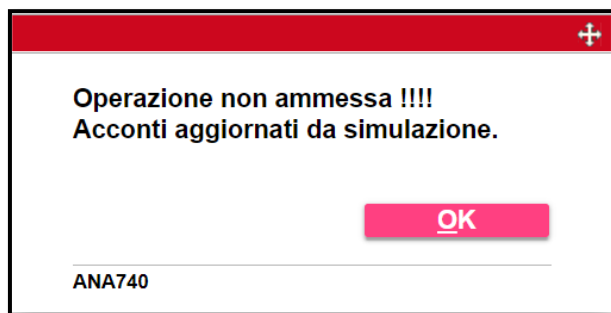 Operazione non ammessa !!!!
Acconti aggiornati da simulazione.
OK
ANA740